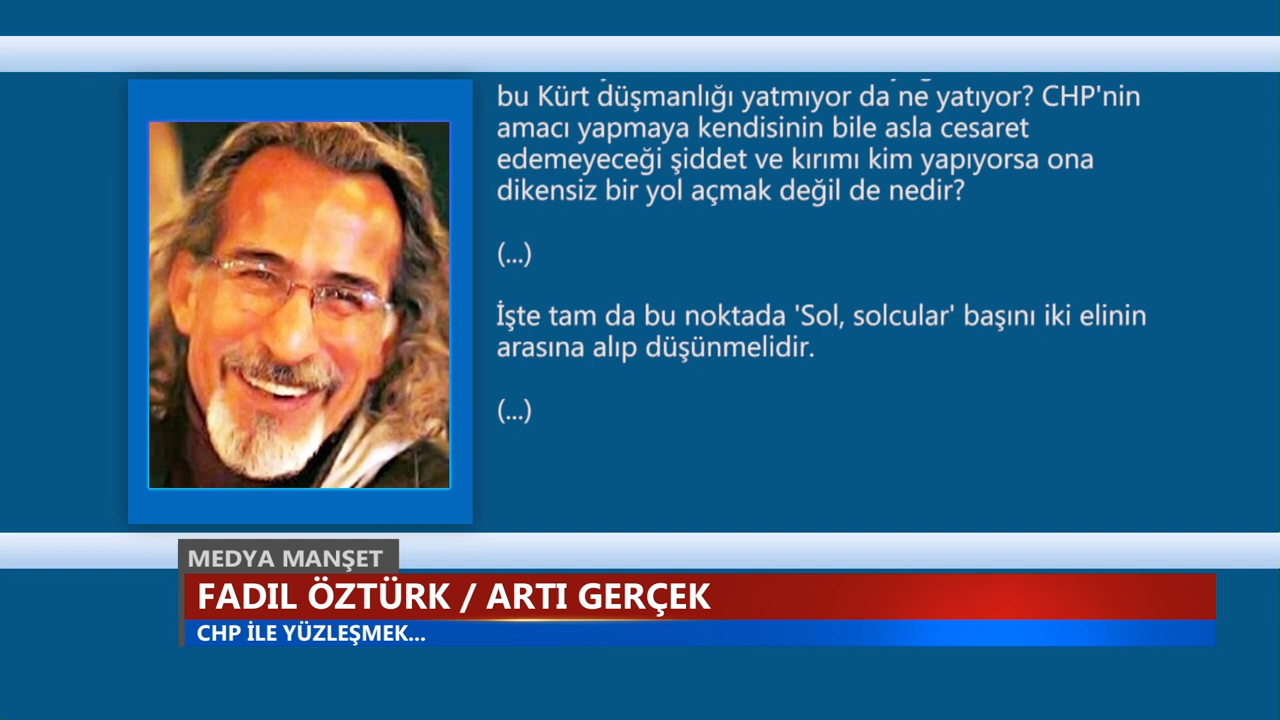 bu Kürt düşmanlığı yatmıyor da ne yatıyor? CHP'nin
amacı yapmaya kendisinin bile asla cesaret
edemeyeceği şiddet ve kırımı kim yapıyorsa ona
dikensiz bir yol açmak değil de nedir?
(...)
İşte tam da bu noktada 'Sol, solcular' başını iki elinin
arasına alıp düşünmelidir.
(...)
MEDYA MANŞET
FADIL ÖZTÜRK / ARTI GERÇEK
CHP İLE YÜZLEŞMEK...